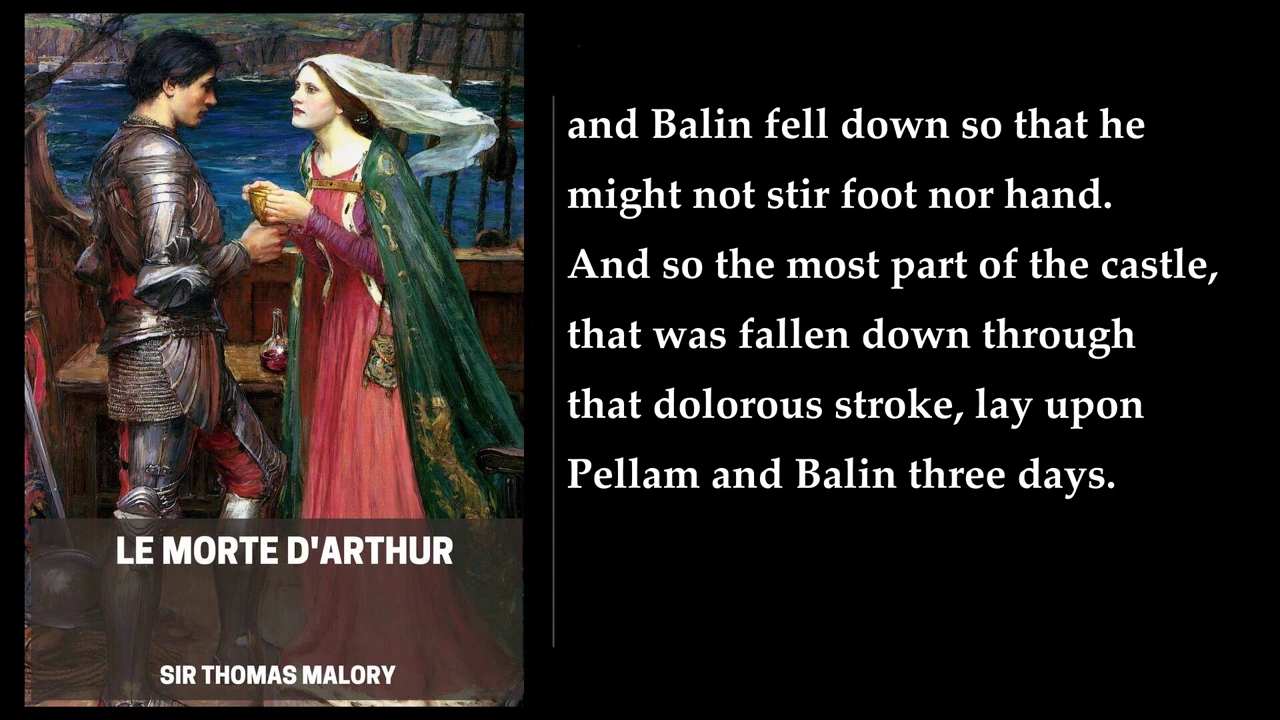 LE MORTE D'ARTHUR
SIR THOMAS MALORY
and Balin fell down so that he
might not stir foot nor hand.
And so the most part of the castle,
that was fallen down through
that dolorous stroke, lay upon
Pellam and Balin three days.